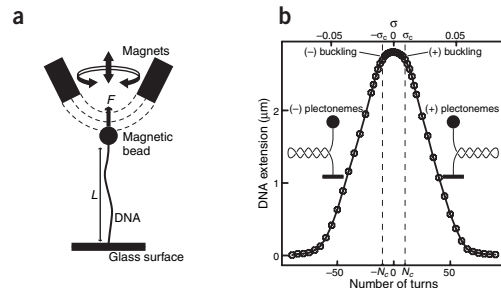 a
Magnets
F
Magnetic
bead
L
DNA
Glass surface
b
σ
−0.05 −σc 0 σc 0.05
(−) buckling (+) buckling
(−) plectonemes (+) plectonemes
DNA extension (µm)
2
1
0
−50 −Nc 0 Nc 50
Number of turns